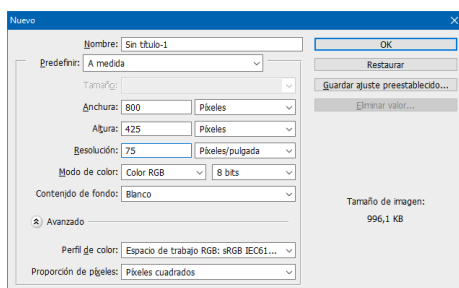 Nuevo
Nombre: Sin título-1
OK
Predefinir: A medida
Restaurar
Tamaño:
Guardar ajuste preestablecido...
Anchura: 800 Píxeles
Eliminar valor...
Altura: 425 Píxeles
Resolución: 75 Píxeles/pulgada
Modo de color: Color RGB 8 bits
Contenido de fondo: Blanco
Tamaño de imagen:
Avanzado
996,1 KB
Perfil de color: Espacio de trabajo RGB: sRGB IEC61...
Proporción de píxeles: Píxeles cuadrados